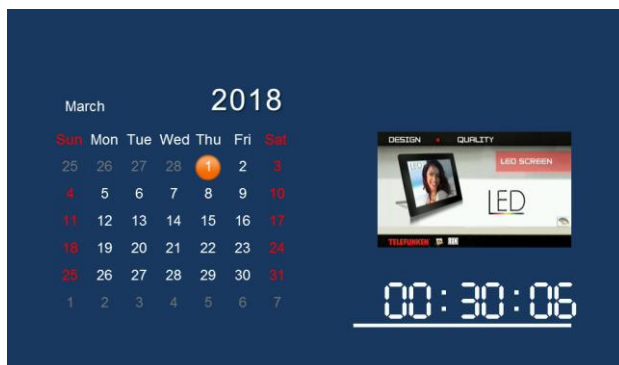 March 2018
Sun Mon Tue Wed Thu Fri Sat
25 26 27 28 1 2 3
4 5 6 7 8 9 10
11 12 13 14 15 16 17
18 19 20 21 22 23 24
25 26 27 28 29 30 31
1 2 3 4 5 6 7
DESIGN QUALITY
LED SCREEN
LED
TELEFUNKEN
00:30:06